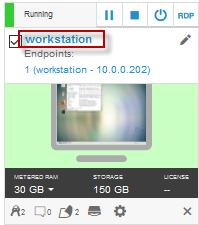 Running
RDP
workstation
Endpoints:
1 (workstation - 10.0.0.202)
METERED RAM STORAGE LICENSE
30 GB 150 GB --
2 0 2